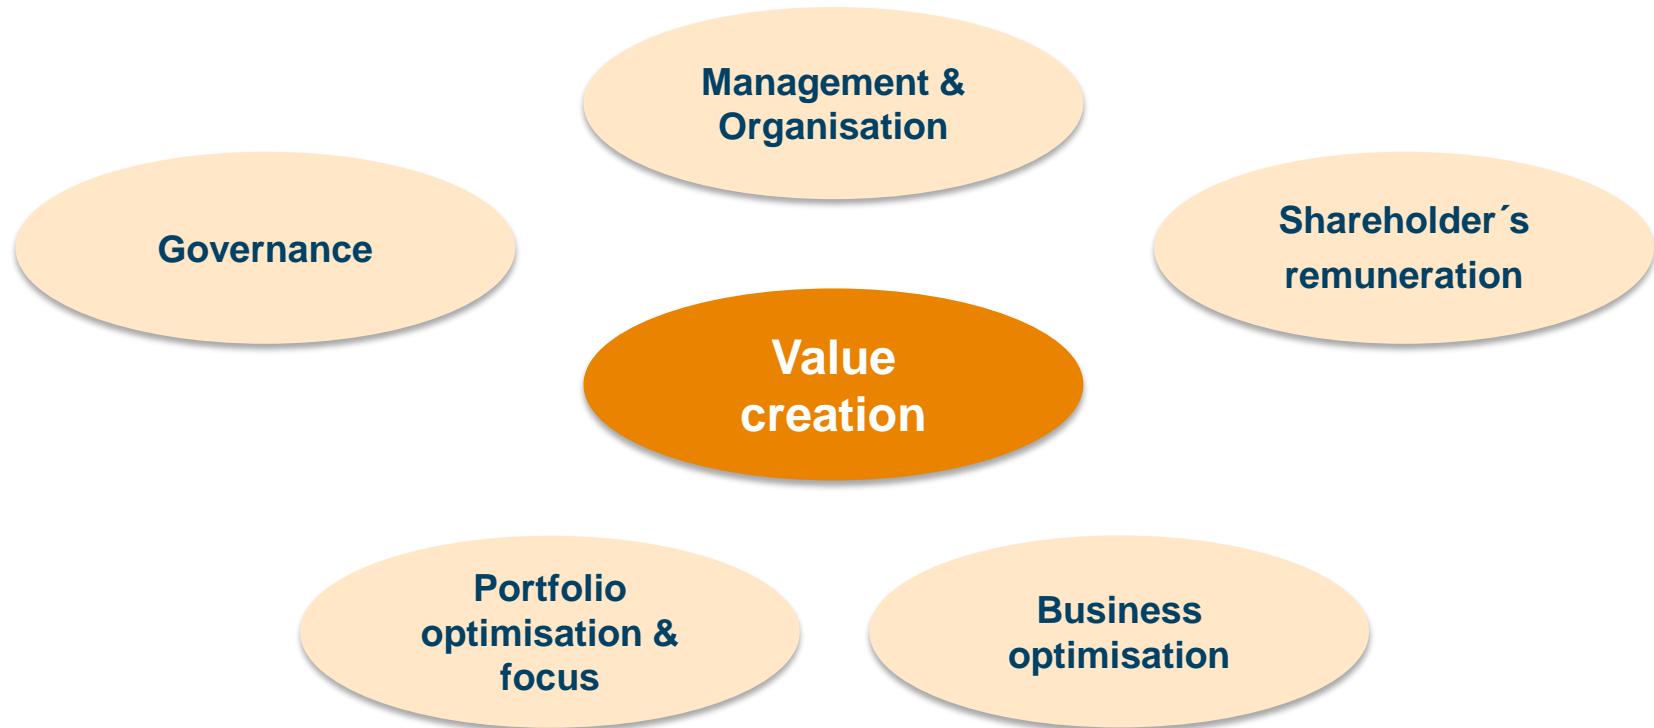 Management &
Organisation
Governance
Shareholder´s
remuneration
Value
creation
Portfolio
optimisation &
focus
Business
optimisation